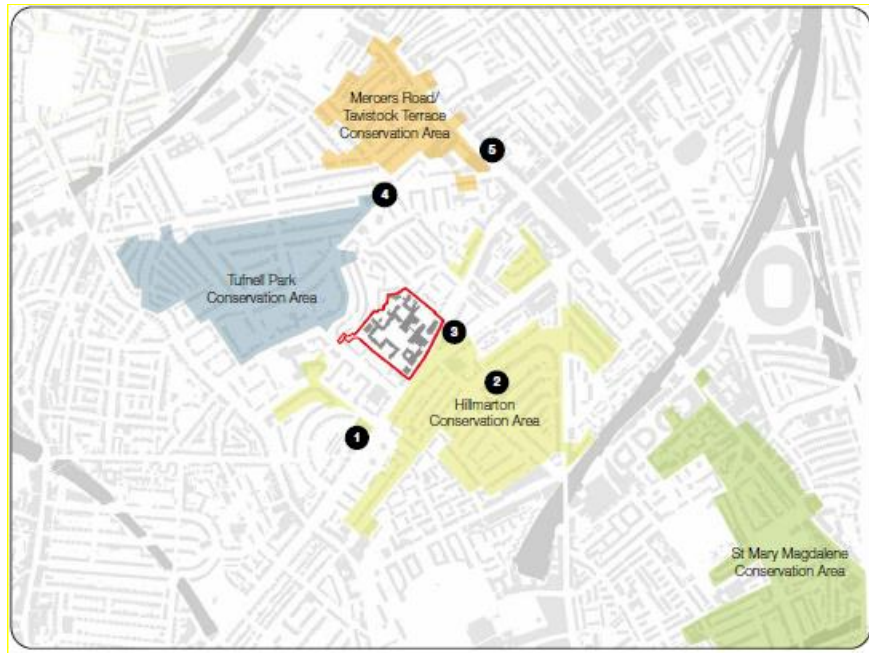 Mercers Road/
Tavistock Terrace
Conservation Area
5
4
Tufnell Park
Conservation Area
3
2
Hillmarton
Conservation Area
1
St Mary Magdalene
Conservation Area